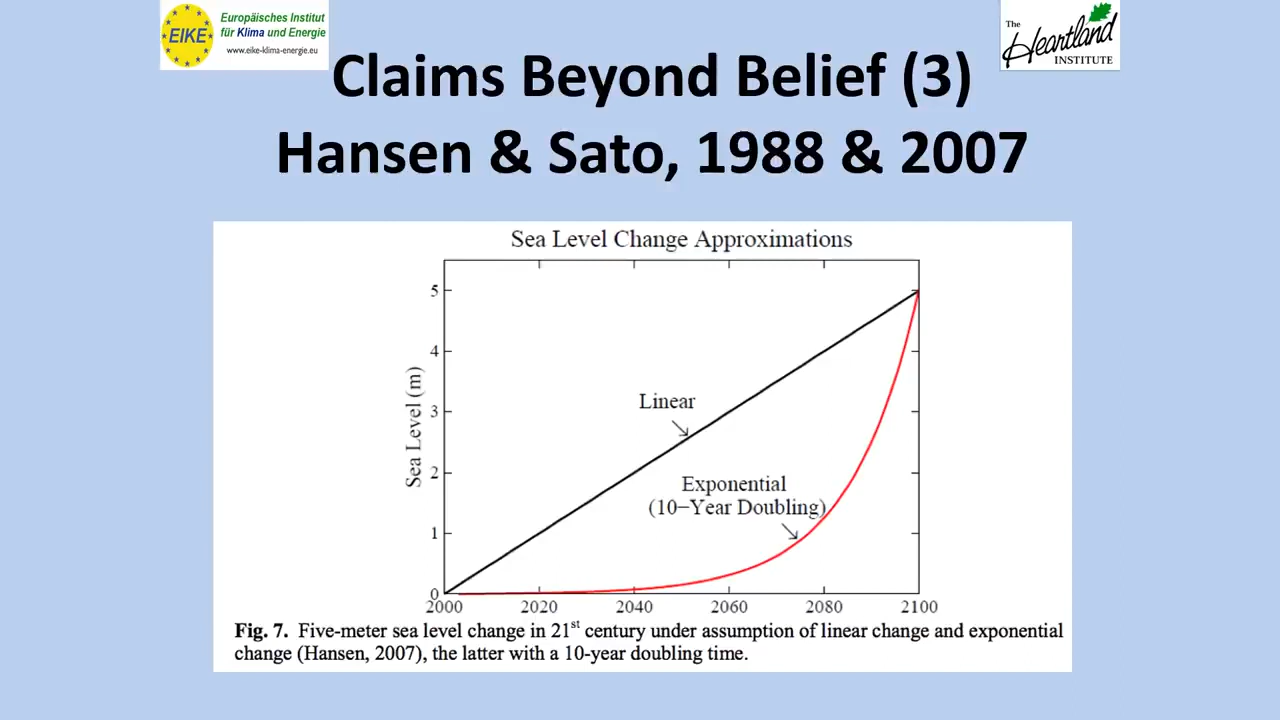 EIKE
Europäisches Institut
für Klima und Energie
www.eike-klima-energie.eu
The
Heartland
INSTITUTE
Claims Beyond Belief (3)
Hansen & Sato, 1988 & 2007
Sea Level Change Approximations
Sea Level (m)
5
4
3
2
1
0
Linear
Exponential
(10−Year Doubling)
2000 2020 2040 2060 2080 2100
Fig. 7. Five-meter sea level change in 21st century under assumption of linear change and exponential
change (Hansen, 2007), the latter with a 10-year doubling time.